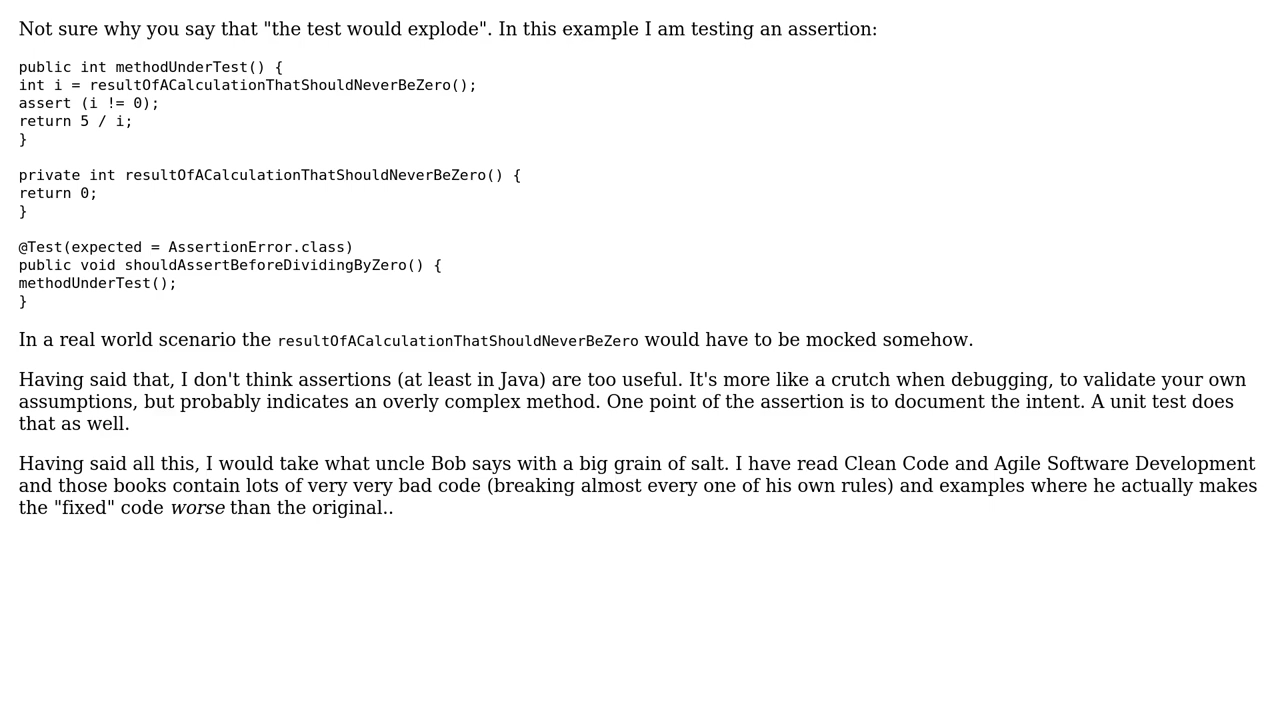 Not sure why you say that "the test would explode". In this example I am testing an assertion:
public int methodUnderTest() {
int i = resultOfACalculationThatShouldNeverBeZero();
assert (i != 0);
return 5 / i;
}
private int resultOfACalculationThatShouldNeverBeZero() {
return 0;
}
@Test(expected = AssertionError.class)
public void shouldAssertBeforeDividingByZero() {
methodUnderTest();
}
In a real world scenario the resultOfACalculationThatShouldNeverBeZero would have to be mocked somehow.
Having said that, I don't think assertions (at least in Java) are too useful. It's more like a crutch when debugging, to validate your own
assumptions, but probably indicates an overly complex method. One point of the assertion is to document the intent. A unit test does
that as well.
Having said all this, I would take what uncle Bob says with a big grain of salt. I have read Clean Code and Agile Software Development
and those books contain lots of very very bad code (breaking almost every one of his own rules) and examples where he actually makes
the "fixed" code worse than the original..